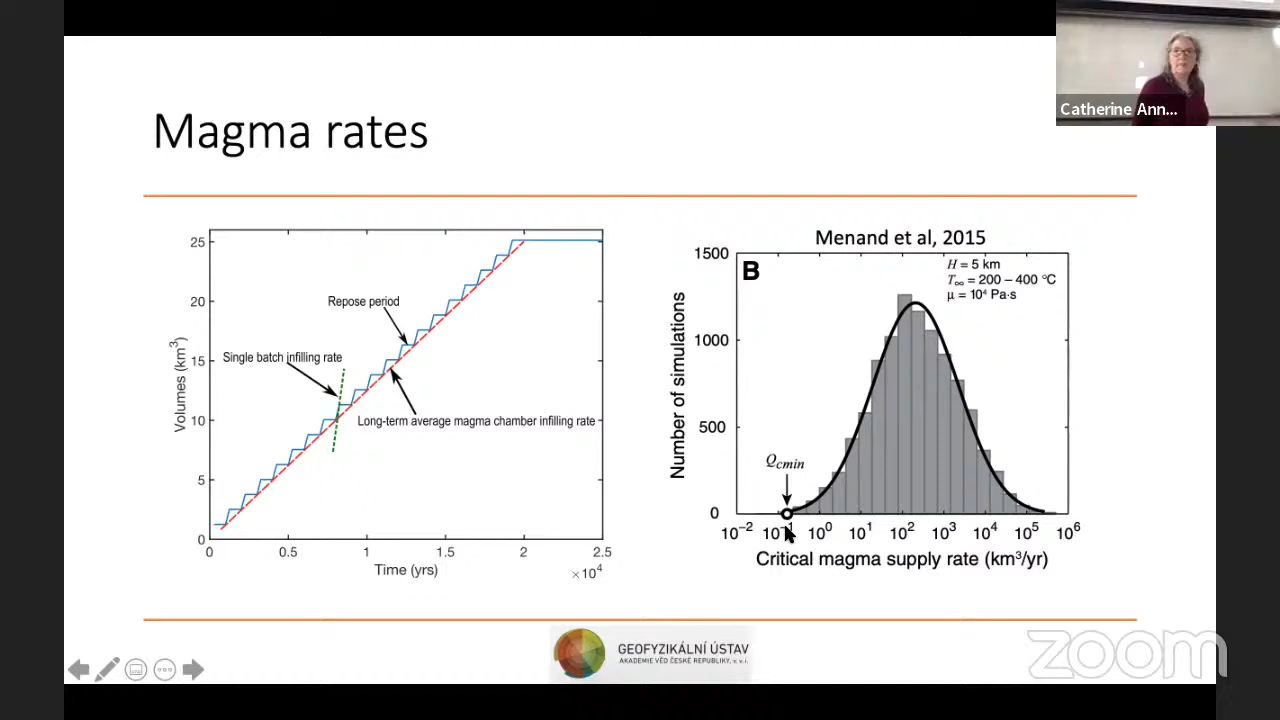 Catherine Ann...
Magma rates
25
20
15
10
5
0
Volumes (km³)
Repose period
Single batch infilling rate
Long-term average magma chamber infilling rate
0 0.5 1 1.5 2 2.5
Time (yrs)
×10⁴
Menand et al, 2015
B
H = 5 km
T∞ = 200 – 400 °C
μ = 10⁴ Pa·s
1500
1000
500
0
Number of simulations
Qcmin
10⁻² 10⁻¹ 10⁰ 10¹ 10² 10³ 10⁴ 10⁵ 10⁶
Critical magma supply rate (km³/yr)
GEOFYZIKÁLNÍ ÚSTAV
AKADEMIE VĚD ČESKÉ REPUBLIKY, v. v. i.
zoom